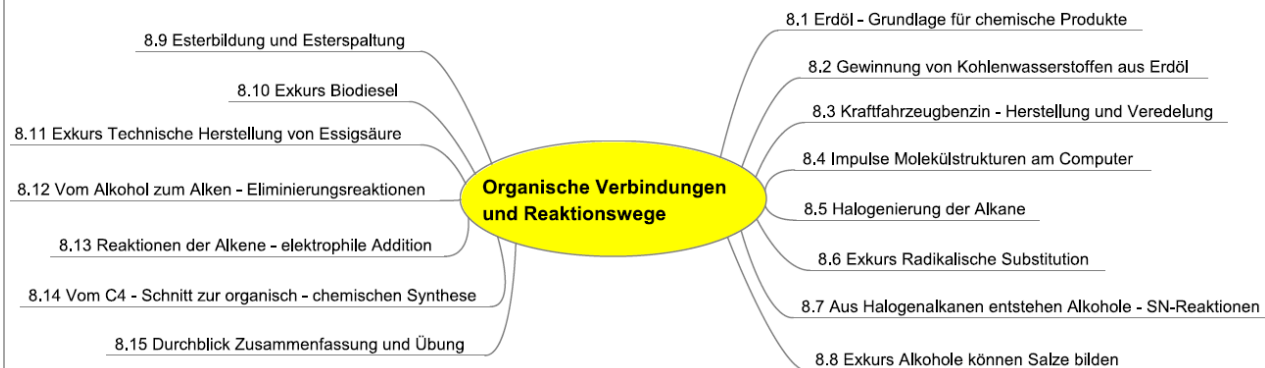 Organische Verbindungen
und Reaktionswege
8.1 Erdöl - Grundlage für chemische Produkte
8.2 Gewinnung von Kohlenwasserstoffen aus Erdöl
8.3 Kraftfahrzeugbenzin - Herstellung und Veredelung
8.4 Impulse Molekülstrukturen am Computer
8.5 Halogenierung der Alkane
8.6 Exkurs Radikalische Substitution
8.7 Aus Halogenalkanen entstehen Alkohole - SN-Reaktionen
8.8 Exkurs Alkohole können Salze bilden
8.9 Esterbildung und Esterspaltung
8.10 Exkurs Biodiesel
8.11 Exkurs Technische Herstellung von Essigsäure
8.12 Vom Alkohol zum Alken - Eliminierungsreaktionen
8.13 Reaktionen der Alkene - elektrophile Addition
8.14 Vom C4 - Schnitt zur organisch - chemischen Synthese
8.15 Durchblick Zusammenfassung und Übung